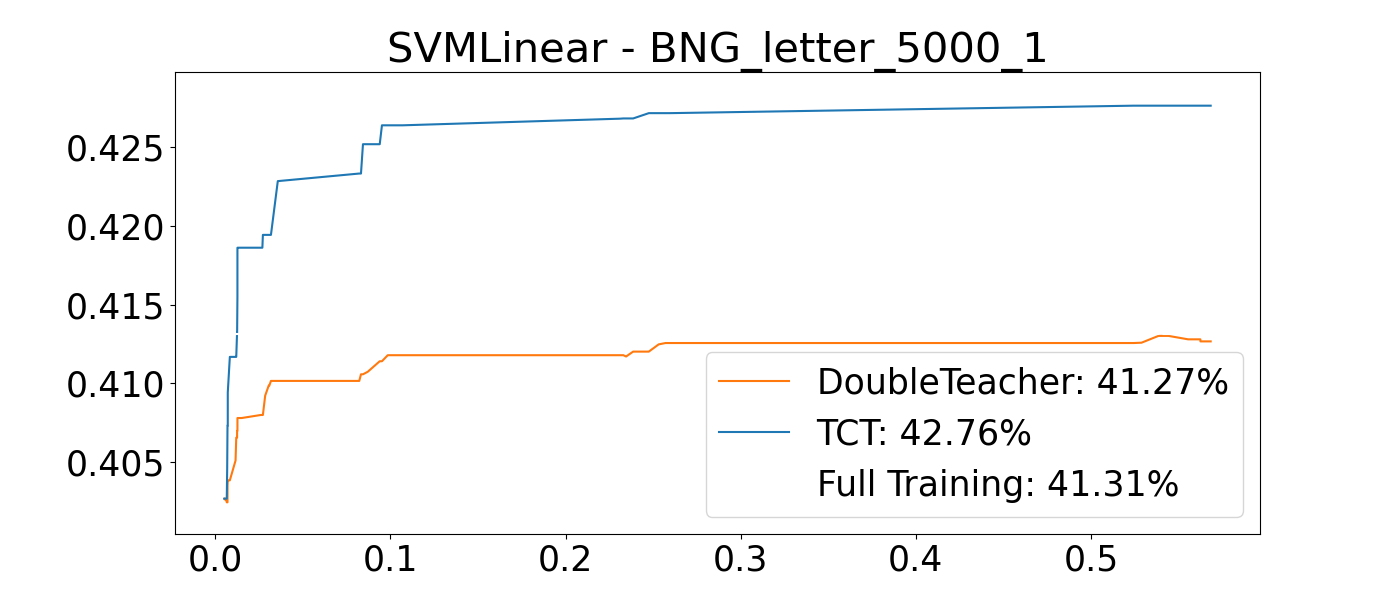 SVMLinear - BNG_letter_5000_1
0.425
0.420
0.415
0.410
0.405
DoubleTeacher: 41.27%
TCT: 42.76%
Full Training: 41.31%
0.0 0.1 0.2 0.3 0.4 0.5